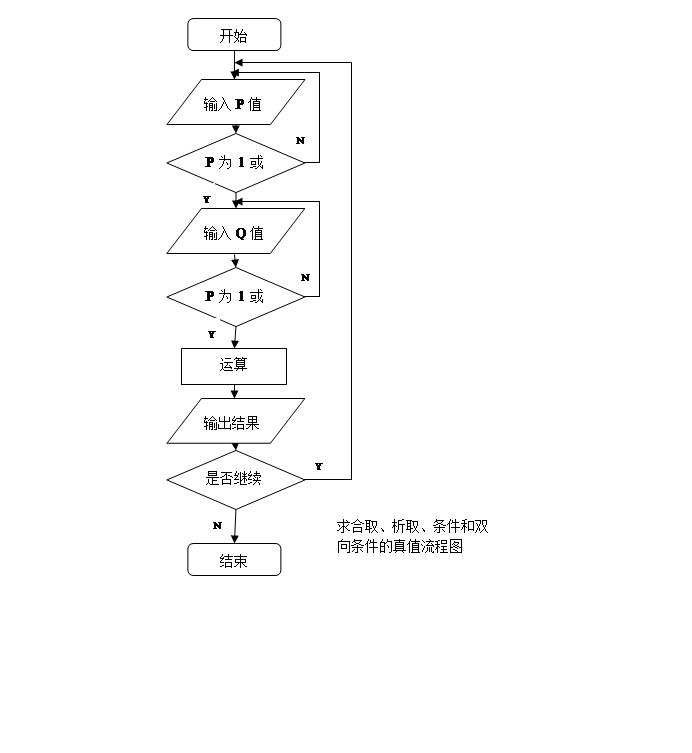 开始
输入 P 值
N
P 为 1 或
Y
输入 Q 值
N
P 为 1 或
Y
运算
输出结果
Y
是否继续
N
求合取、析取、条件和双
向条件的真值流程图
结束